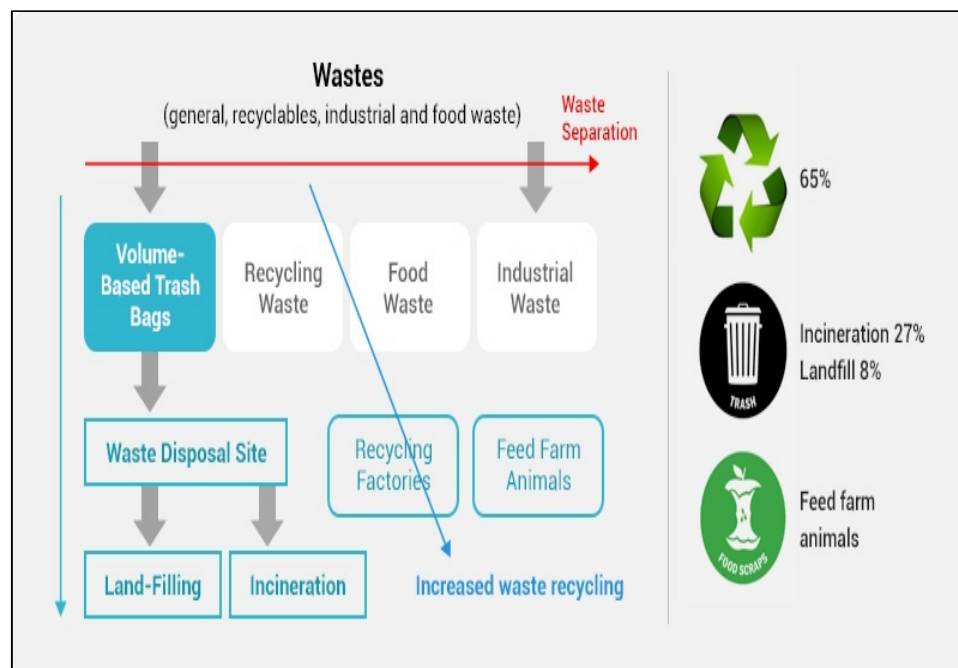 Wastes
(general, recyclables, industrial and food waste)
Waste
Separation
Volume-
Based Trash
Bags
Recycling
Waste
Food
Waste
Industrial
Waste
Waste Disposal Site
Recycling
Factories
Feed Farm
Animals
Land-Filling
Incineration
Increased waste recycling
65%
TRASH
Incineration 27%
Landfill 8%
FOOD SCRAPS
Feed farm
animals